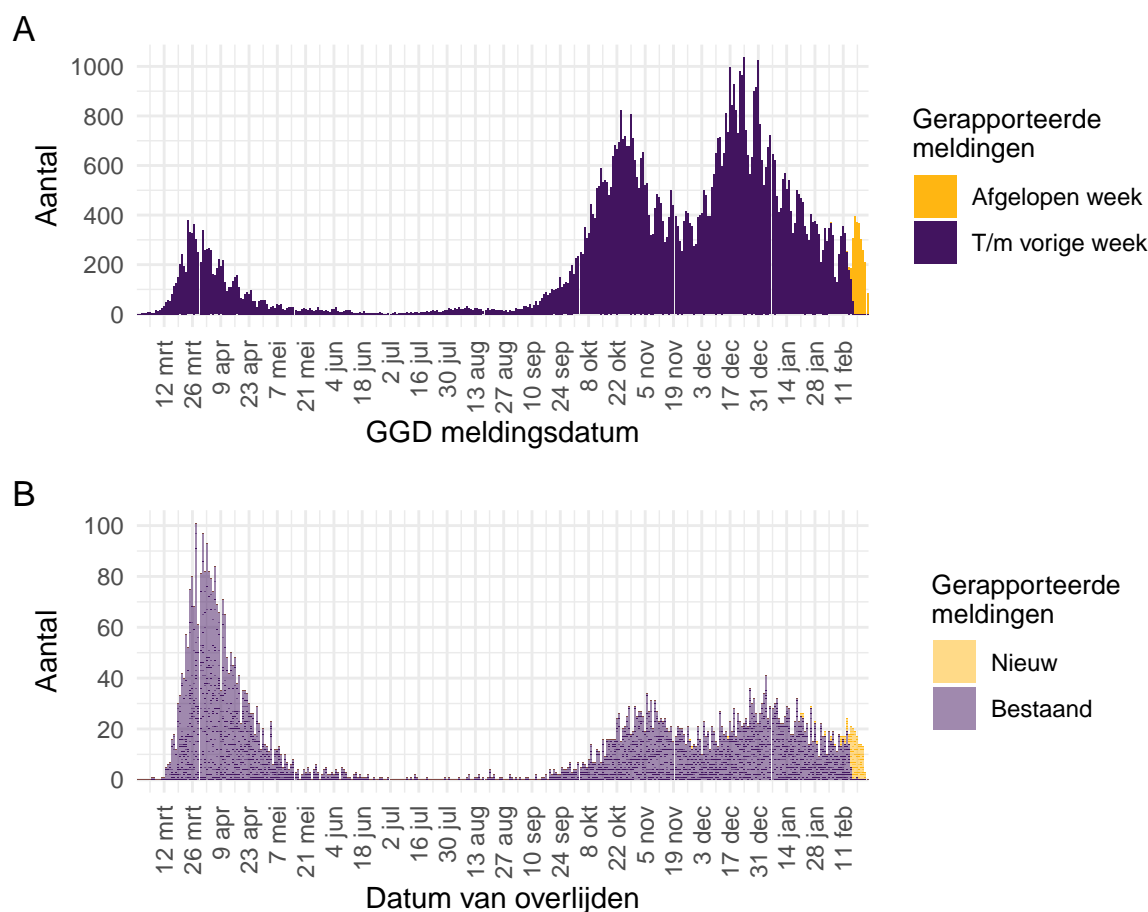 A
1000
800
600
400
200
0
Aantal
12 mrt
26 mrt
9 apr
23 apr
7 mei
21 mei
4 jun
18 jun
2 jul
16 jul
30 jul
13 aug
27 aug
10 sep
24 sep
8 okt
22 okt
5 nov
19 nov
3 dec
17 dec
31 dec
14 jan
28 jan
11 feb
GGD meldingsdatum
Gerapporteerde
meldingen
Afgelopen week
T/m vorige week
B
100
80
60
40
20
0
Aantal
12 mrt
26 mrt
9 apr
23 apr
7 mei
21 mei
4 jun
18 jun
2 jul
16 jul
30 jul
13 aug
27 aug
10 sep
24 sep
8 okt
22 okt
5 nov
19 nov
3 dec
17 dec
31 dec
14 jan
28 jan
11 feb
Datum van overlijden
Gerapporteerde
meldingen
Nieuw
Bestaand